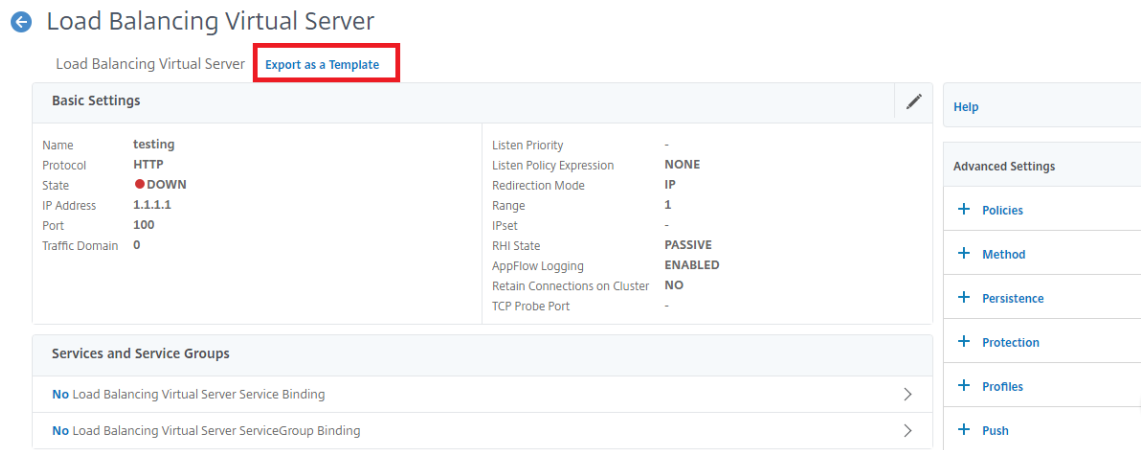 Load Balancing Virtual Server
Load Balancing Virtual Server Export as a Template
Basic Settings
Name testing
Protocol HTTP
State DOWN
IP Address 1.1.1.1
Port 100
Traffic Domain 0
Listen Priority -
Listen Policy Expression NONE
Redirection Mode IP
Range 1
IPset -
RHI State PASSIVE
AppFlow Logging ENABLED
Retain Connections on Cluster NO
TCP Probe Port -
Services and Service Groups
No Load Balancing Virtual Server Service Binding
No Load Balancing Virtual Server ServiceGroup Binding
Help
Advanced Settings
+ Policies
+ Method
+ Persistence
+ Protection
+ Profiles
+ Push